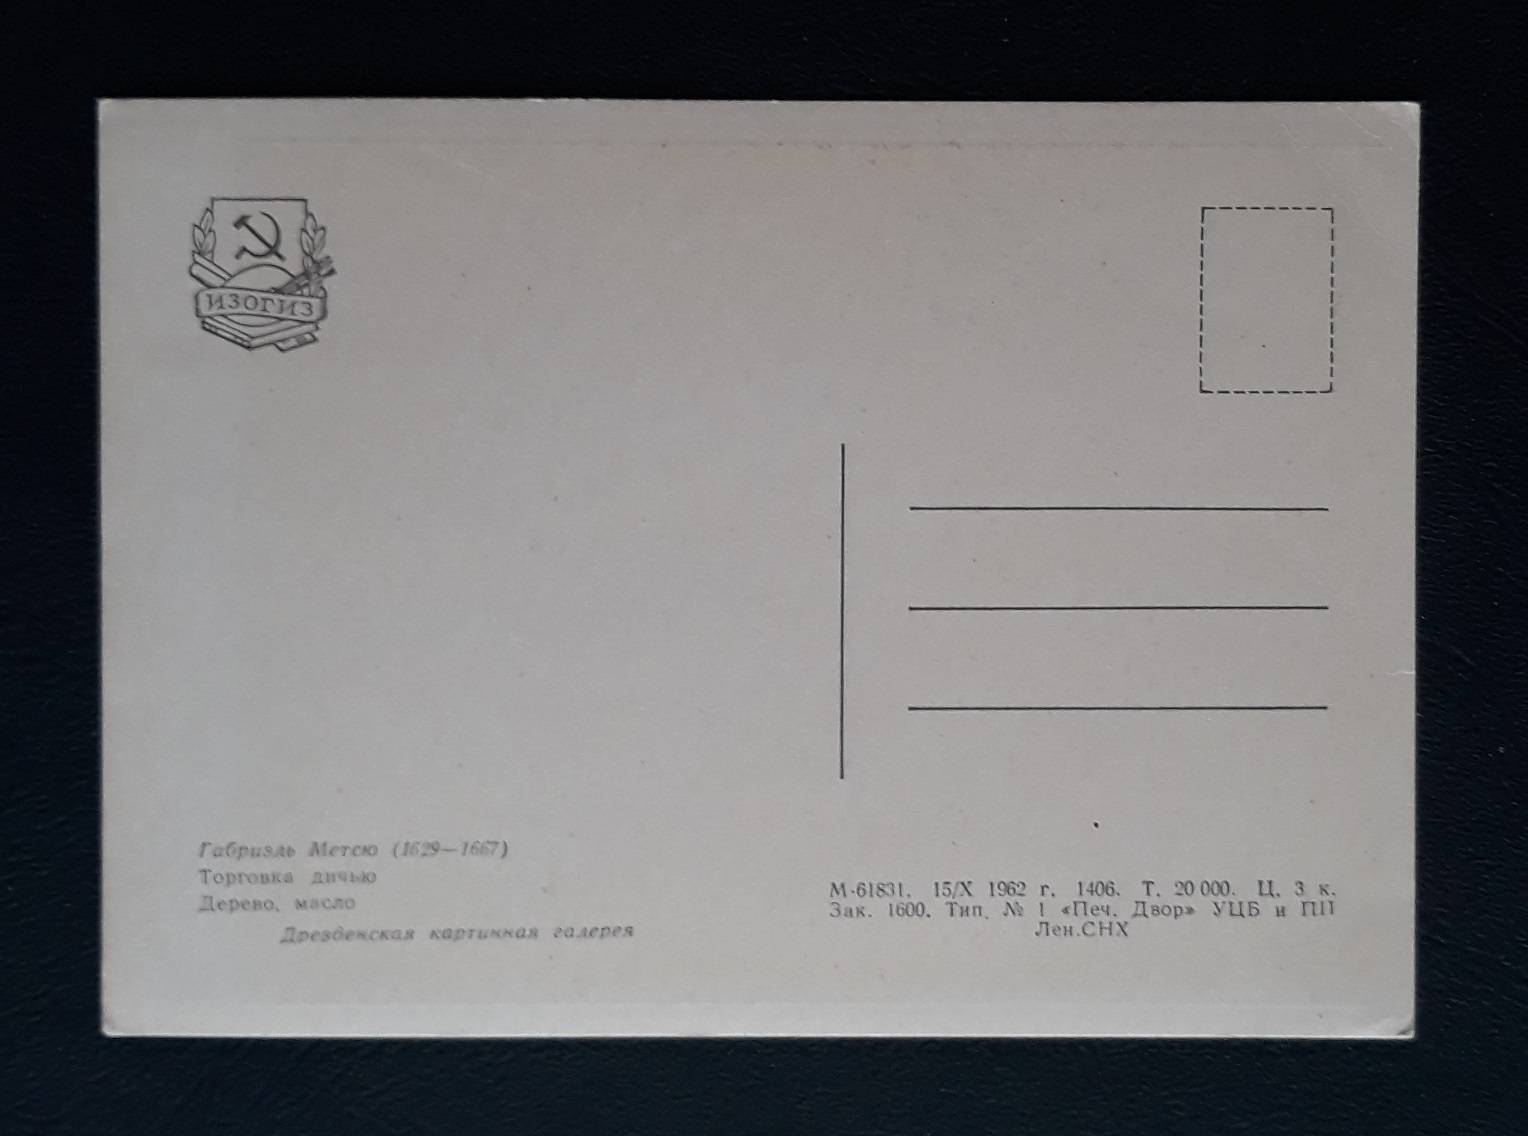 ИЗОГИЗ
Габриэль Метсю (1629—1667)
Торговка дичью
Дерево, масло
Дрезденская картинная галерея
М-61831. 15/X 1962 г. 1406. Т. 20 000. Ц. 3 к.
Зак. 1600. Тип. № 1 «Печ. Двор» УЦБ и ПП
Лен.СНХ